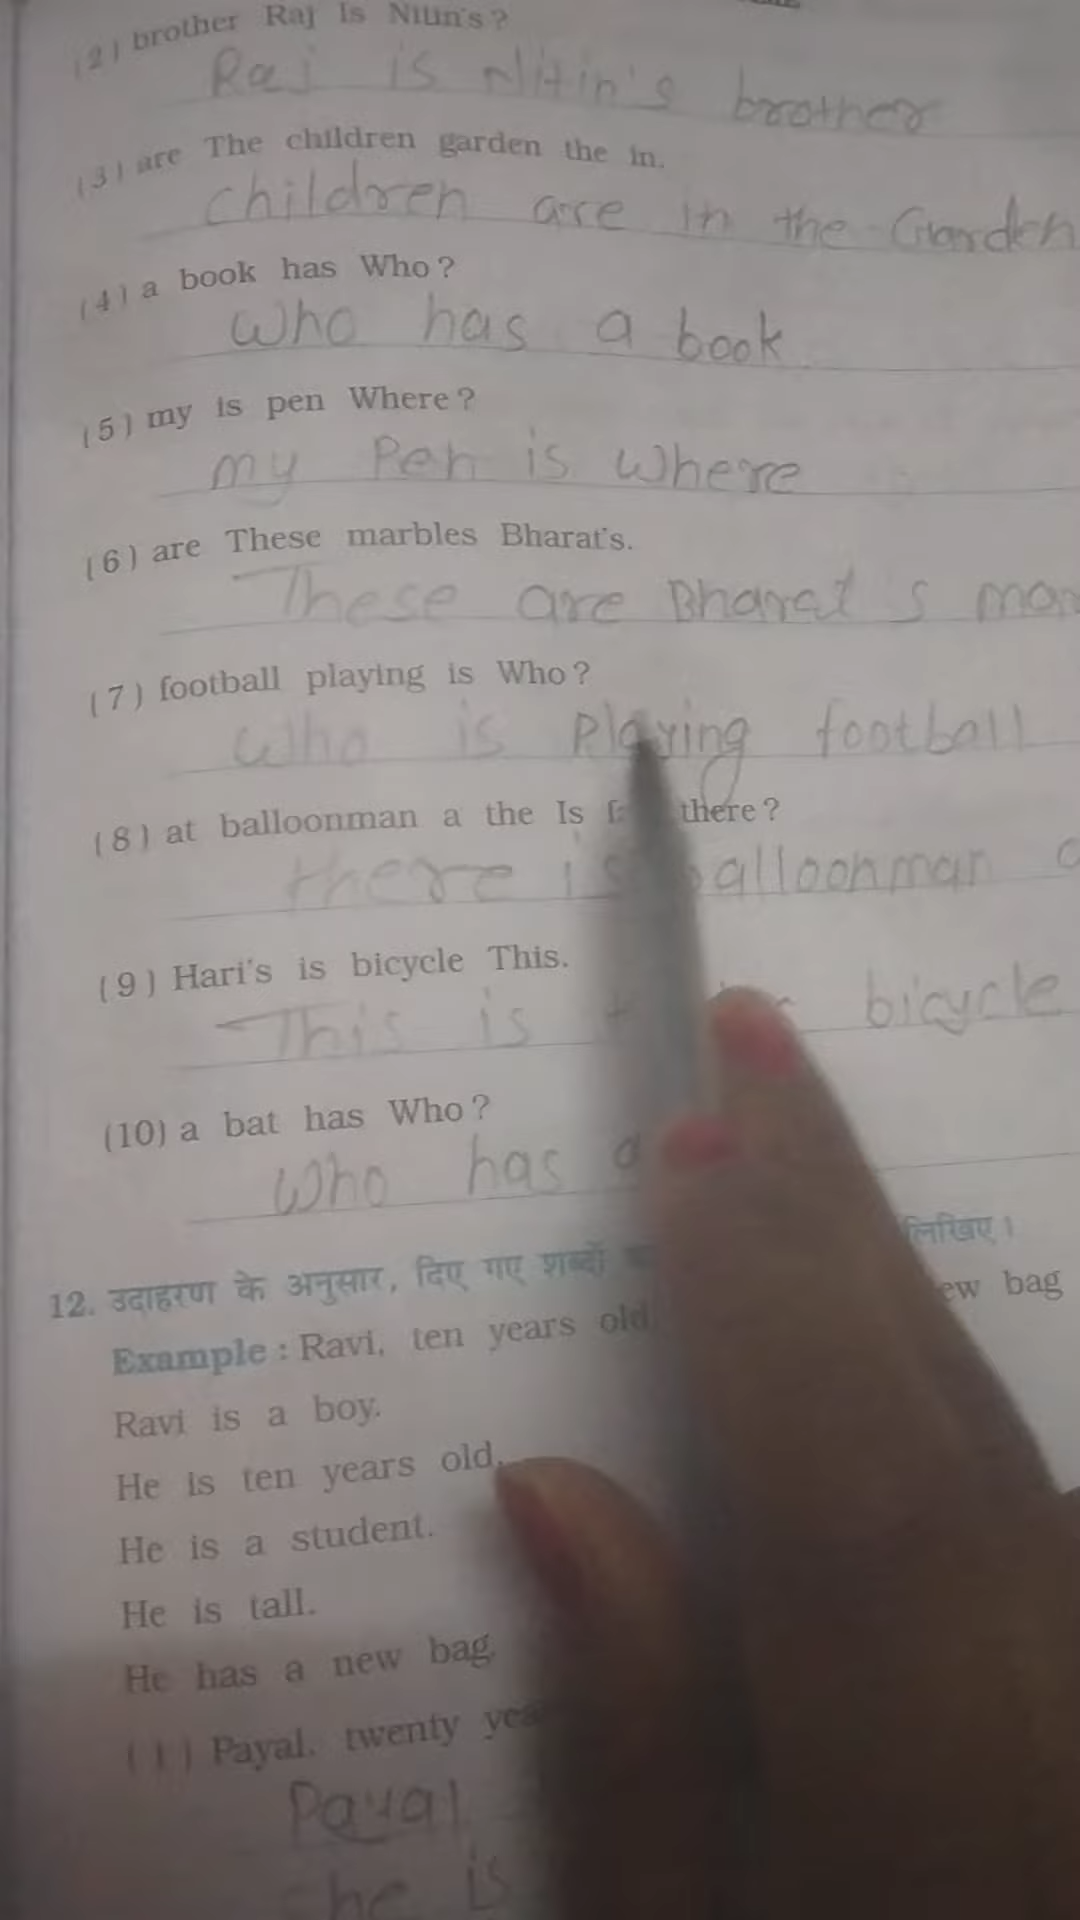 (2) brother Raj Is Nitin's?
Raj is Nitin's brother
(3) are The children garden the in.
children are in the Garden
(4) a book has Who?
who has a book
(5) my is pen Where?
my Pen is where
(6) are These marbles Bharat's.
These are Bharat s
(7) football playing is Who?
who is Playing football
(8) at balloonman a the Is there?
there is balloonman
(9) Hari's is bicycle This.
This is bicycle
(10) a bat has Who?
Who has a
12. उदाहरण के अनुसार, दिए गए शब्दों लिखिए।
Example : Ravi, ten years old bag
Ravi is a boy.
He is ten years old.
He is a student.
He is tall.
He has a new bag
(1) Payal, twenty
Payal
he is